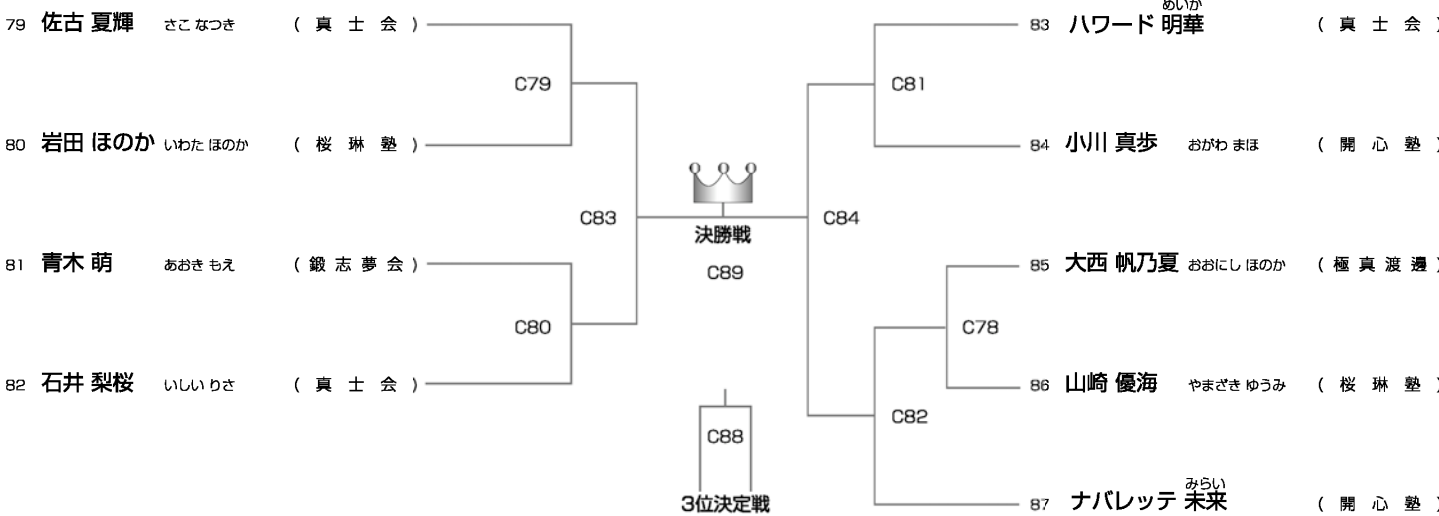 79 佐古 夏輝 さこ なつき ( 真 士 会 )
C79
80 岩田 ほのか いわた ほのか ( 桜 琳 塾 )
C83
81 青木 萌 あおき もえ ( 鍛 志 夢 会 )
C80
82 石井 梨桜 いしい りさ ( 真 士 会 )
決勝戦
C89
C88
3位決定戦
めいか
83 ハワード 明華 ( 真 士 会 )
C81
84 小川 真歩 おがわ まほ ( 開 心 塾 )
C84
85 大西 帆乃夏 おおにし ほのか ( 極 真 渡 邊 )
C78
86 山崎 優海 やまざき ゆうみ ( 桜 琳 塾 )
C82
みらい
87 ナバレッテ 未来 ( 開 心 塾 )